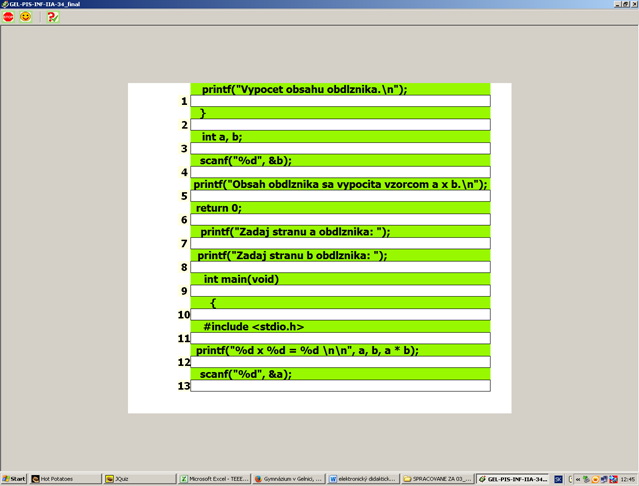 GEL-PIS-INF-IIA-34_final
printf("Vypocet obsahu obdlznika.\n");
1
}
2
int a, b;
3
scanf("%d", &b);
4
printf("Obsah obdlznika sa vypocita vzorcom a x b.\n");
5
return 0;
6
printf("Zadaj stranu a obdlznika: ");
7
printf("Zadaj stranu b obdlznika: ");
8
int main(void)
9
{
10
#include <stdio.h>
11
printf("%d x %d = %d \n\n", a, b, a * b);
12
scanf("%d", &a);
13
Start Hot Potatoes JQuiz Microsoft Excel - TEEE... Gymnázium v Gelnici, ... elektronický didaktick... SPRACOVANE ZA 03_... GEL-PIS-INF-IIA-34... SK 12:45